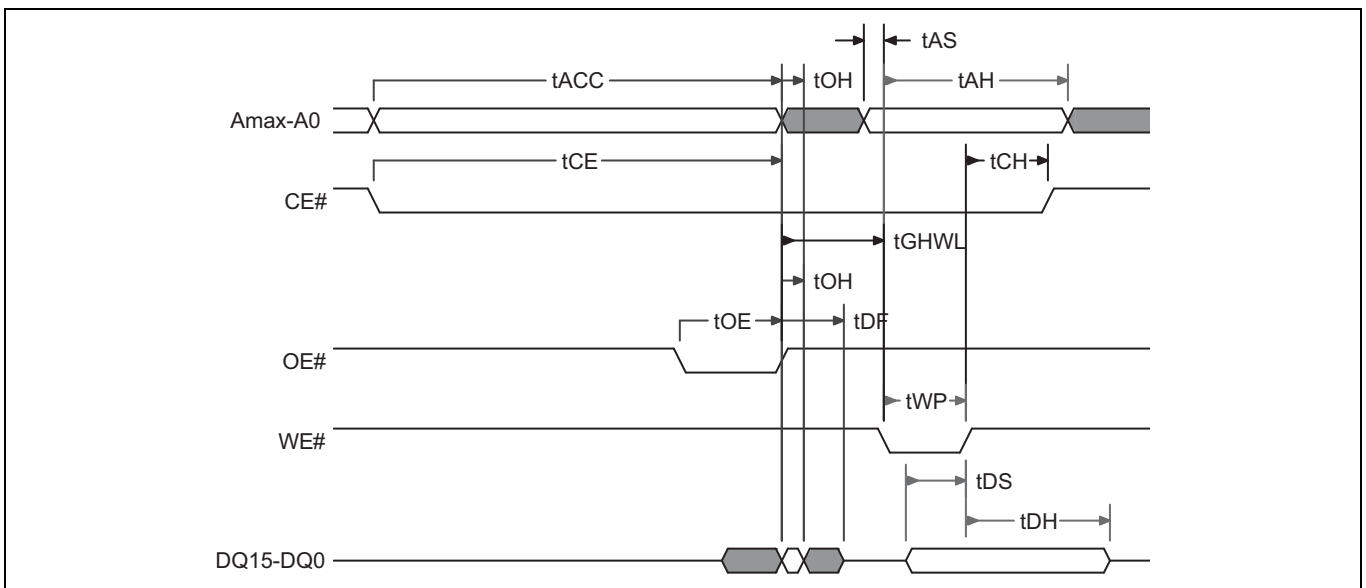 tAS
tACC
tOH
tAH
Amax-A0
tCE
tCH
CE#
tGHWL
tOH
tOE
tDF
OE#
tWP
WE#
tDS
tDH
DQ15-DQ0